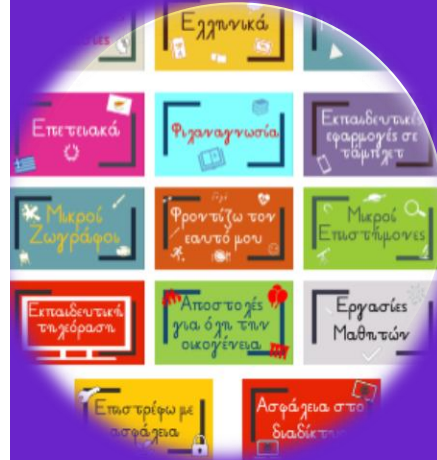 Ελληνικά
Επετειακά
Φιλαναγνωσία
Εκπαιδευτικές
εφαρμογές σε
τάμπλετ
Μικροί
Ζωγράφοι
Φροντίζω τον
εαυτό μου
Μικροί
Επιστήμονες
Εκπαιδευτική
τηλεόραση
Αποστολές
για όλη την
οικογένεια
Εργασίες
Μαθητών
Επιστρέφω με
ασφάλεια
Ασφάλεια στο
διαδίκτυο